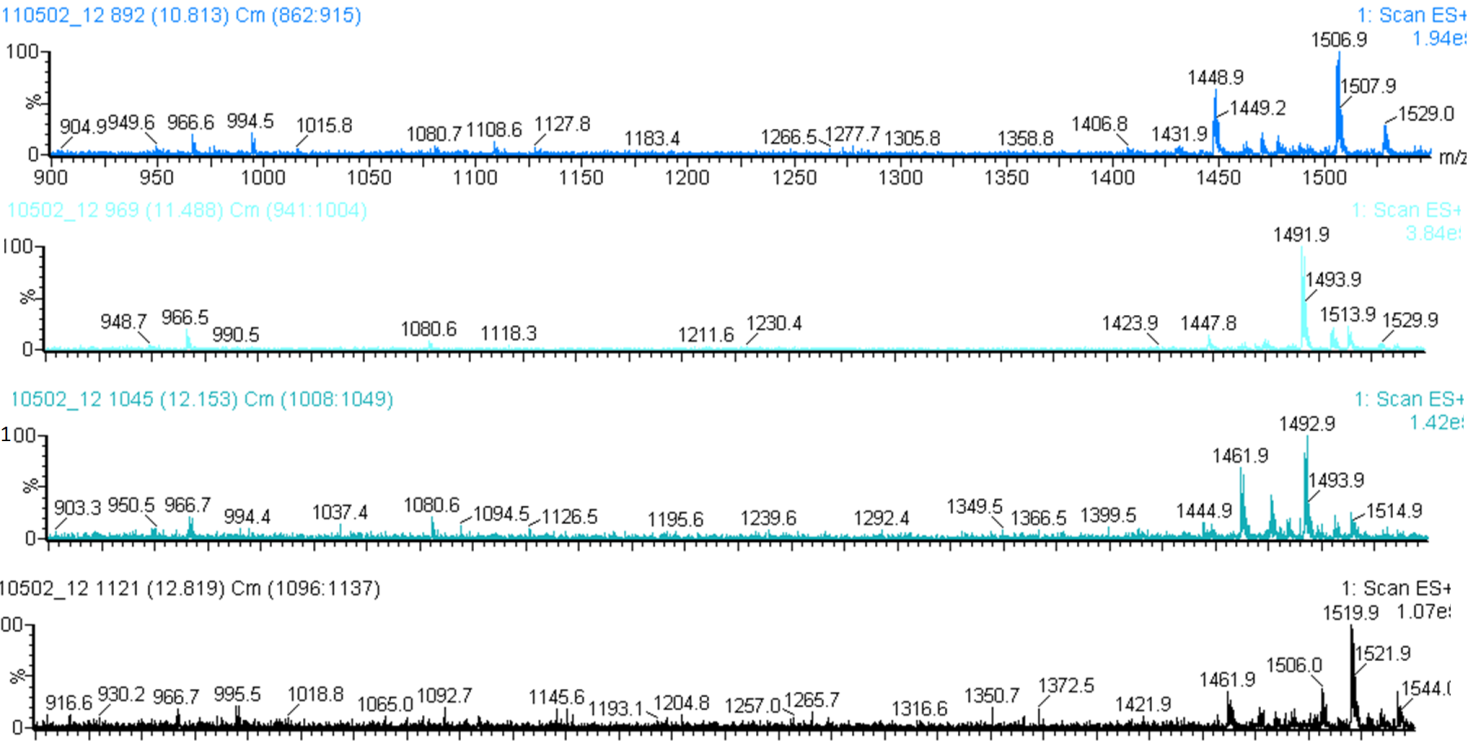 110502_12 892 (10.813) Cm (862:915) 1: Scan ES+
1.94e
100 1506.9
1448.9 1507.9
% 1449.2 1529.0
904.9 949.6 966.6 994.5 1015.8 1080.7 1108.6 1127.8 1183.4 1266.5 1277.7 1305.8 1358.8 1406.8 1431.9
0 m/z
900 950 1000 1050 1100 1150 1200 1250 1300 1350 1400 1450 1500
10502_12 969 (11.488) Cm (941:1004) 1: Scan ES+
3.84e
100 1491.9
% 1493.9
948.7 966.5 990.5 1080.6 1118.3 1211.6 1230.4 1423.9 1447.8 1513.9 1529.9
0
10502_12 1045 (12.153) Cm (1008:1049) 1: Scan ES+
1.42e
100 1492.9
1461.9
% 1493.9
903.3 950.5 966.7 994.4 1037.4 1080.6 1094.5 1126.5 1195.6 1239.6 1292.4 1349.5 1366.5 1399.5 1444.9 1514.9
0
10502_12 1121 (12.819) Cm (1096:1137) 1: Scan ES+
1.07e
00 1519.9
1506.0 1521.9
% 1461.9
916.6 930.2 966.7 995.5 1018.8 1065.0 1092.7 1145.6 1193.1 1204.8 1257.0 1265.7 1316.6 1350.7 1372.5 1421.9 1544.0
0